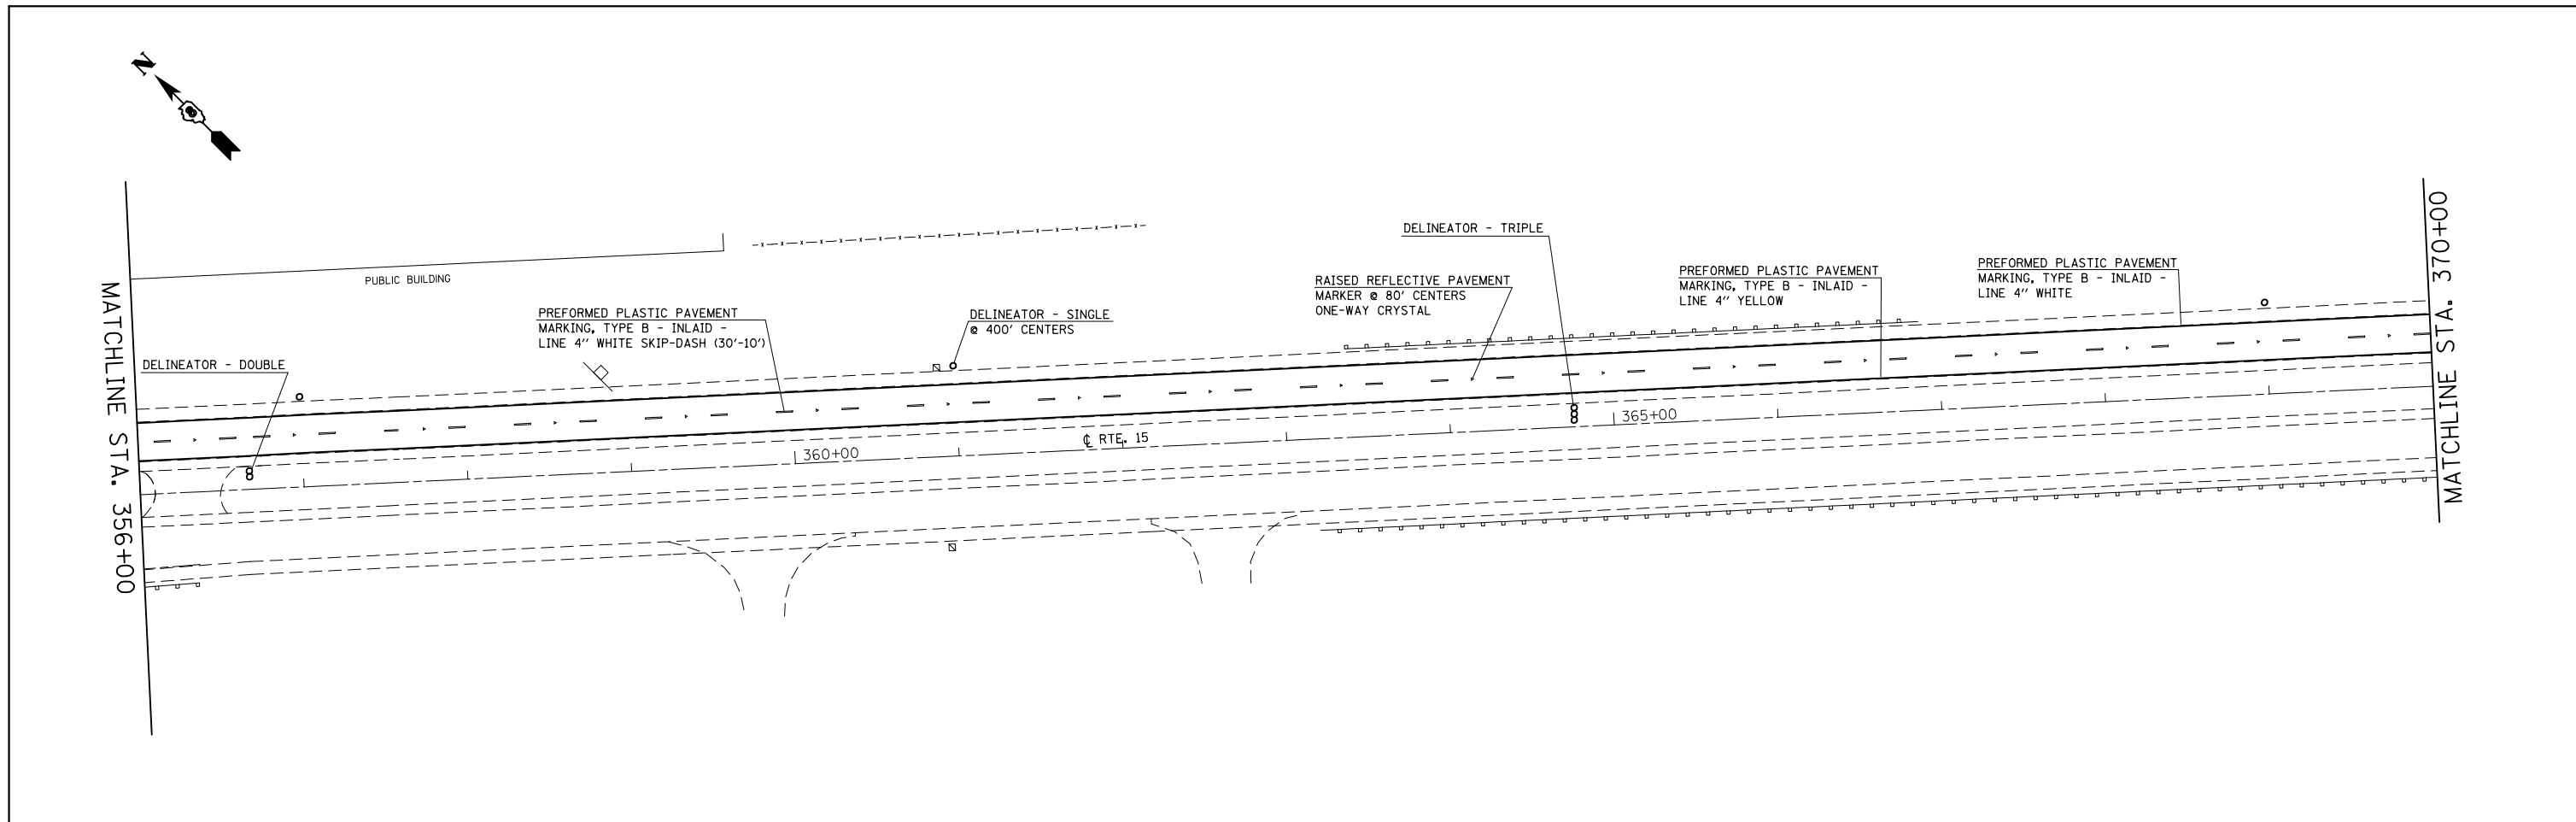 N
DELINEATOR - TRIPLE
PUBLIC BUILDING
RAISED REFLECTIVE PAVEMENT
MARKER @ 80' CENTERS
ONE-WAY CRYSTAL
PREFORMED PLASTIC PAVEMENT
MARKING, TYPE B - INLAID -
LINE 4'' YELLOW
PREFORMED PLASTIC PAVEMENT
MARKING, TYPE B - INLAID -
LINE 4'' WHITE
PREFORMED PLASTIC PAVEMENT
MARKING, TYPE B - INLAID -
LINE 4'' WHITE SKIP-DASH (30'-10')
DELINEATOR - SINGLE
@ 400' CENTERS
DELINEATOR - DOUBLE
MATCHLINE STA. 356+00
360+00
℄ RTE. 15
365+00
MATCHLINE STA. 370+00